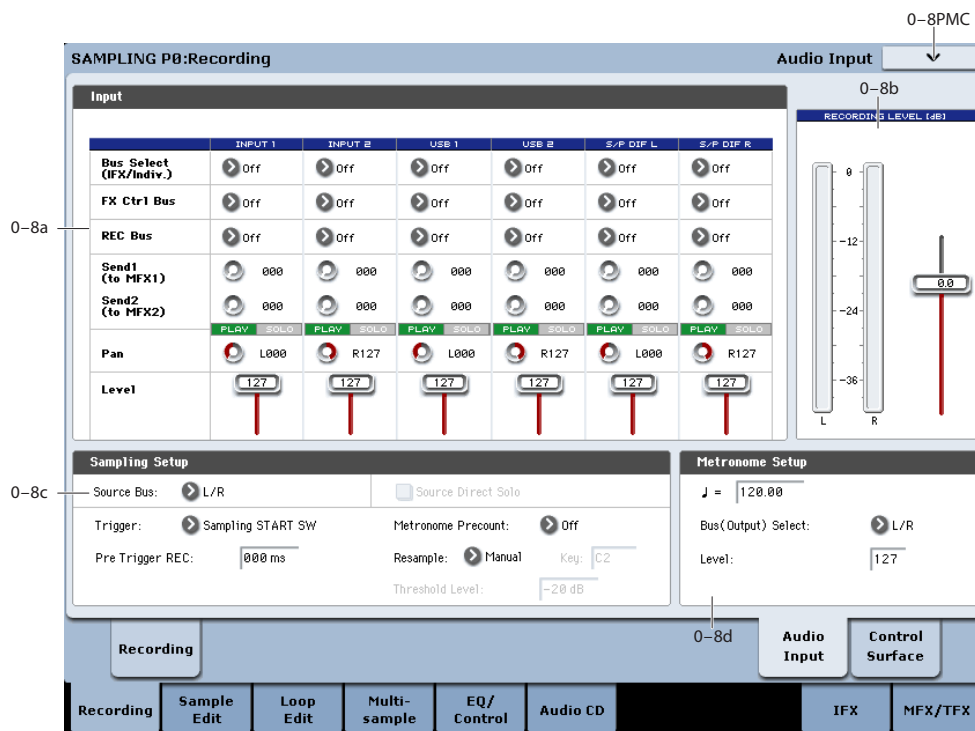 0–8PMC
SAMPLING P0:Recording
Audio Input
0–8b
Input
RECORDING LEVEL [dB]
INPUT 1 INPUT 2 USB 1 USB 2 S/P DIF L S/P DIF R
Bus Select
(IFX/Indiv.)
Off Off Off Off Off Off
FX Ctrl Bus Off Off Off Off Off Off
0–8a
REC Bus Off Off Off Off Off Off
Send1
(to MFX1)
000 000 000 000 000 000
Send2
(to MFX2)
000 000 000 000 000 000
PLAY SOLO PLAY SOLO PLAY SOLO PLAY SOLO PLAY SOLO PLAY SOLO
Pan L000 R127 L000 R127 L000 R127
Level 127 127 127 127 127 127
0
-12
-24
-36
L R
0.0
Sampling Setup
0–8c
Source Bus: L/R
Source Direct Solo
Trigger: Sampling START SW
Metronome Precount: Off
Pre Trigger REC: 000 ms
Resample: Manual Key: C2
Threshold Level: -20 dB
Metronome Setup
♩ = 120.00
Bus(Output) Select: L/R
Level: 127
0–8d
Recording
Audio
Input
Control
Surface
Recording
Sample
Edit
Loop
Edit
Multi-
sample
EQ/
Control
Audio CD
IFX
MFX/TFX